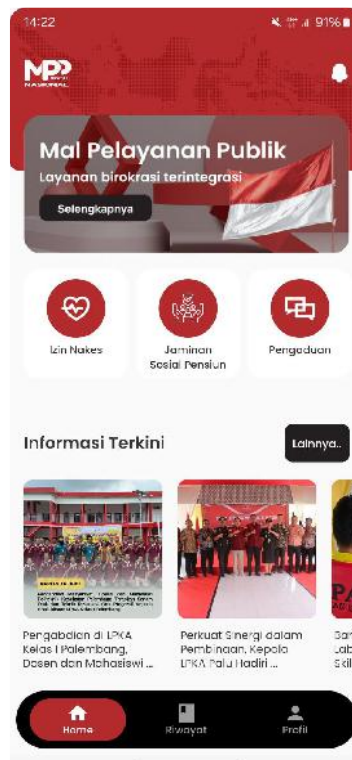 14:22
91%
MPP
NASIONAL
Mal Pelayanan Publik
Layanan birokrasi terintegrasi
Selengkapnya
Izin Nakes
Jaminan
Sosial Pensiun
Pengaduan
Informasi Terkini
Lainnya..
Pengabdian di LPKA
Kelas I Palembang,
Dosen dan Mahasiswi ...
Perkuat Sinergi dalam
Pembinaan, Kepala
LPKA Palu Hadiri ...
Home
Riwayat
Profil